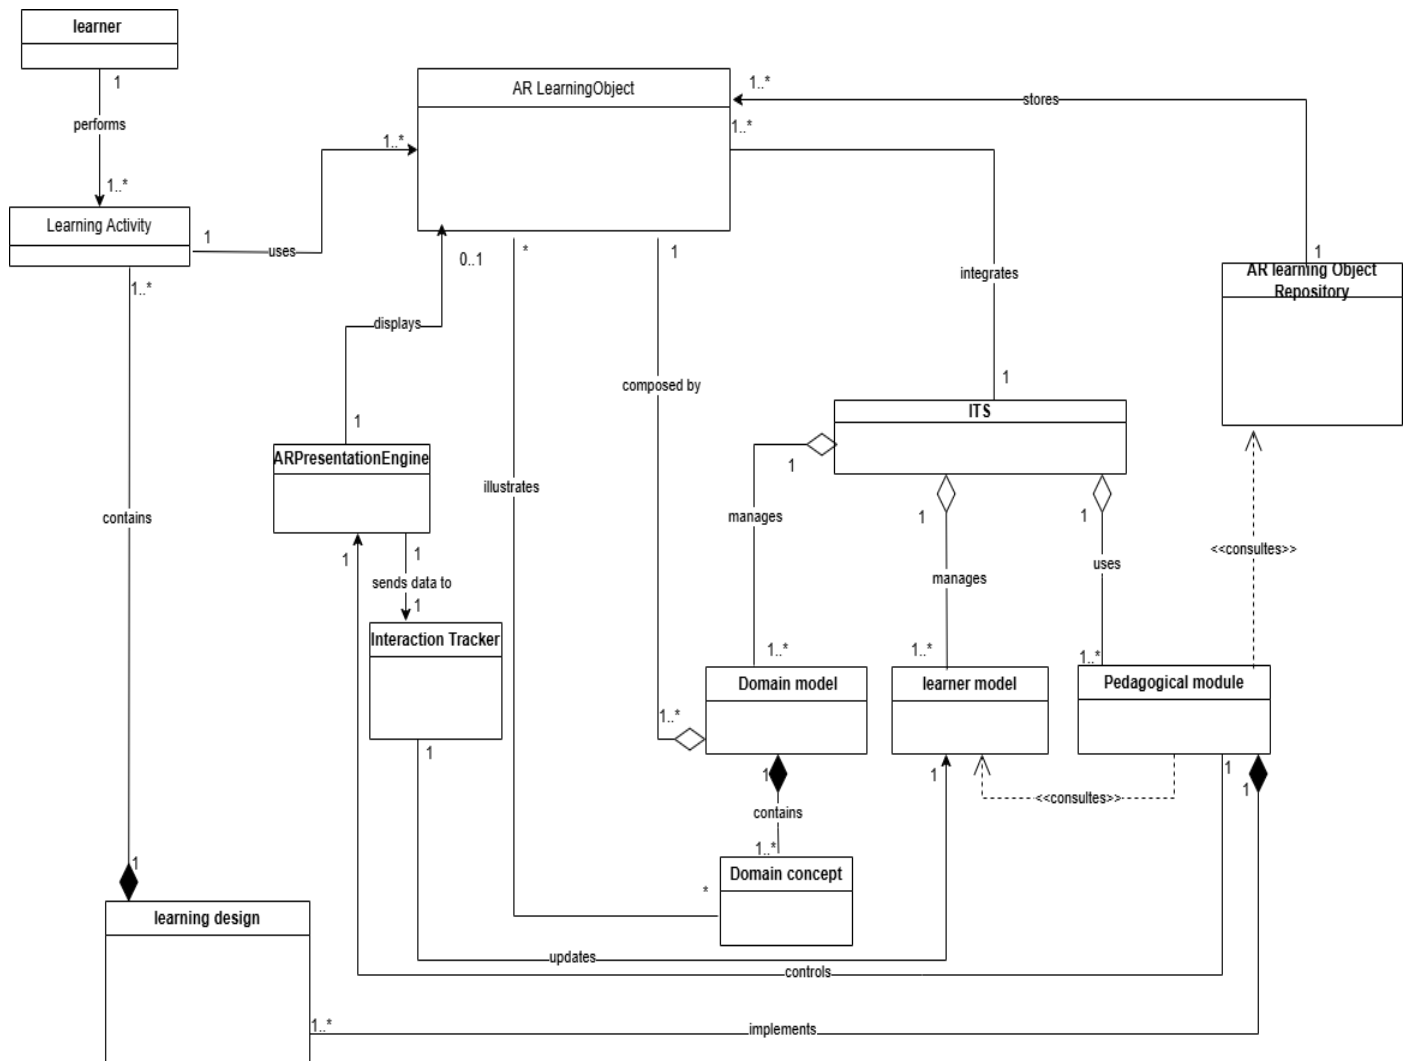 learner
1
performs
1..*
Learning Activity
1
uses
1..*
AR LearningObject
1..*
1..*
stores
1
AR learning Object
Repository
1..*
*
1
0..1
displays
integrates
composed by
1
ITS
1
ARPresentationEngine
illustrates
1
manages
1
manages
1
uses
<<consultes>>
contains
1
1
sends data to
1
Interaction Tracker
1..*
1..*
1..*
Domain model
learner model
Pedagogical module
1..*
1
1
contains
1..*
Domain concept
*
1
<<consultes>>
1
1
1
learning design
updates
controls
1..*
implements